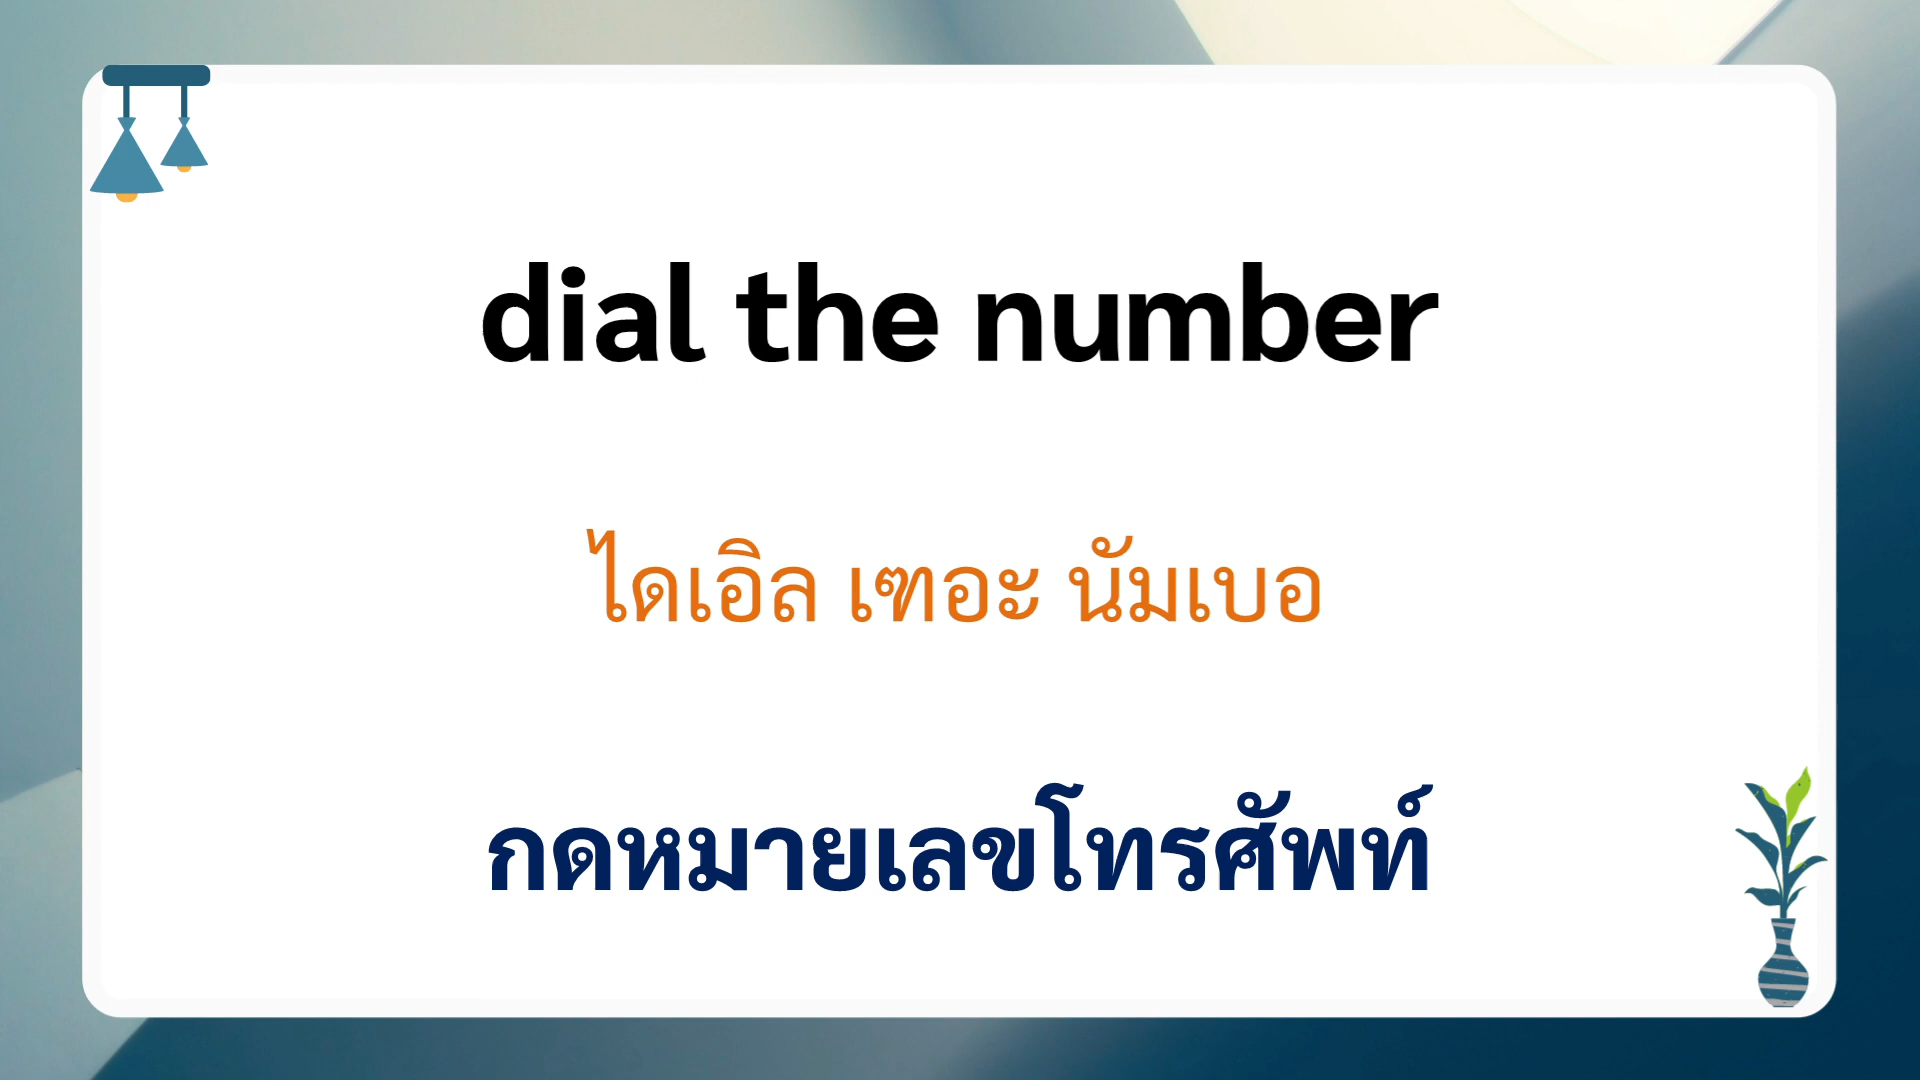 dial the number
ไดเอิล เฑอะ นัมเบอ
กดหมายเลขโทรศัพท์